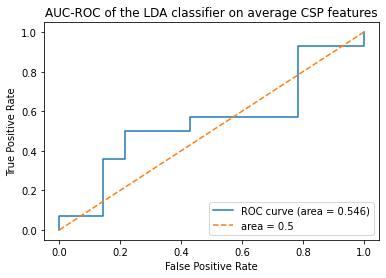 AUC-ROC of the LDA classifier on average CSP features
True Positive Rate
1.0
0.8
0.6
0.4
0.2
0.0
ROC curve (area = 0.546)
area = 0.5
0.0 0.2 0.4 0.6 0.8 1.0
False Positive Rate